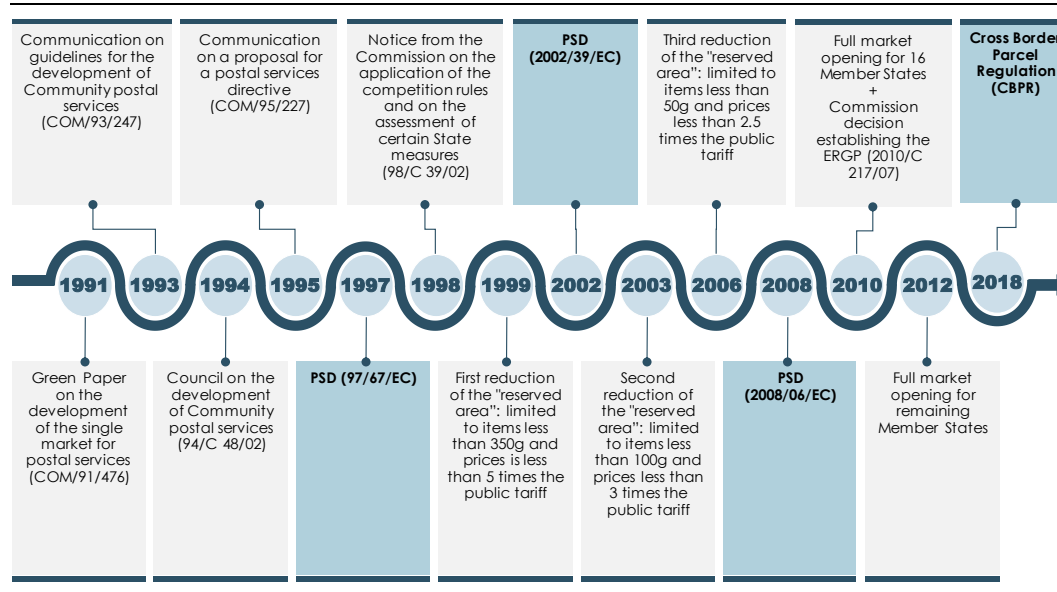 Communication on
guidelines for the
development of
Community postal
services
(COM/93/247)
Communication
on a proposal for
a postal services
directive
(COM/95/227)
Notice from the
Commission on the
application of the
competition rules
and on the
assessment of
certain State
measures
(98/C 39/02)
PSD
(2002/39/EC)
Third reduction
of the "reserved
area": limited to
items less than
50g and prices
less than 2.5
times the public
tariff
Full market
opening for 16
Member States
+
Commission
decision
establishing the
ERGP (2010/C
217/07)
Cross Border
Parcel
Regulation
(CBPR)
1991 1993 1994 1995 1997 1998 1999 2002 2003 2006 2008 2010 2012 2018
Green Paper
on the
development
of the single
market for
postal services
(COM/91/476)
Council on the
development
of Community
postal services
(94/C 48/02)
PSD (97/67/EC)
First reduction
of the "reserved
area": limited
to items less
than 350g and
prices is less
than 5 times the
public tariff
Second
reduction of
the "reserved
area": limited
to items less
than 100g and
prices less than
3 times the
public tariff
PSD
(2008/06/EC)
Full market
opening for
remaining
Member States